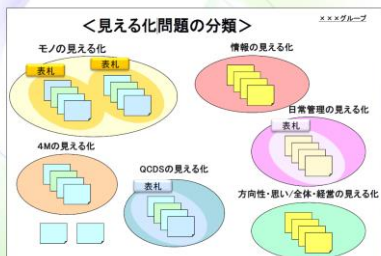 ＜見える化問題の分類＞
×××グループ
モノの見える化
表札
表札
情報の見える化
日常管理の見える化
表札
4Mの見える化
QCDSの見える化
表札
方向性・思い/全体・経営の見える化